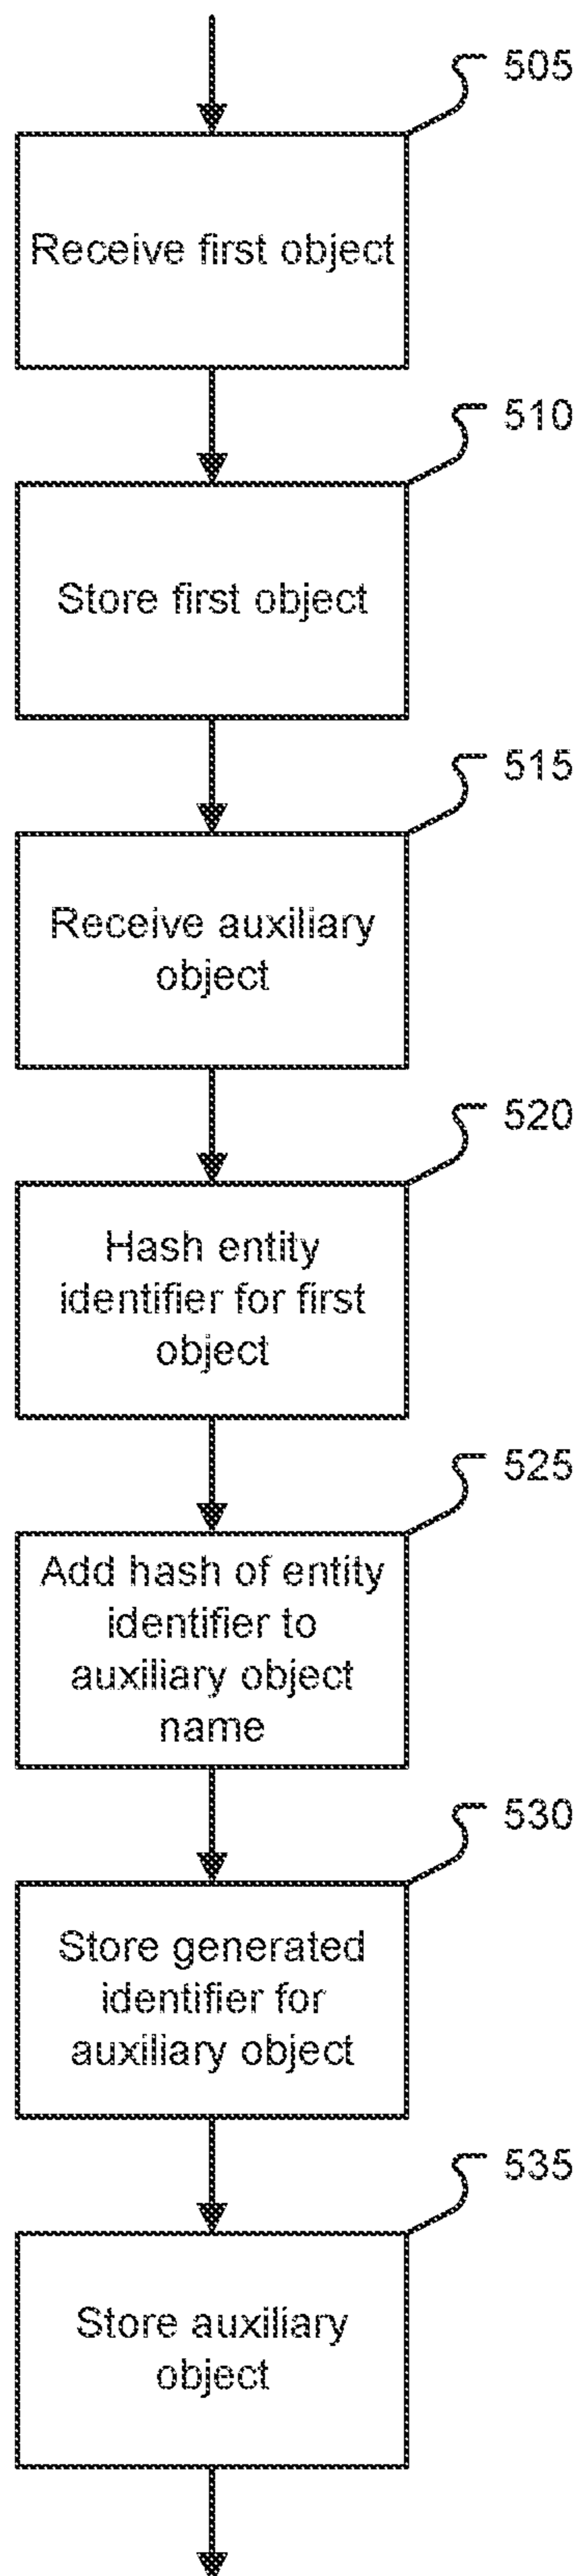 505
Receive first object
510
Store first object
515
Receive auxiliary
object
520
Hash entity
identifier for first
object
525
Add hash of entity
identifier to
auxiliary object
name
530
Store generated
identifier for
auxiliary object
535
Store auxiliary
object